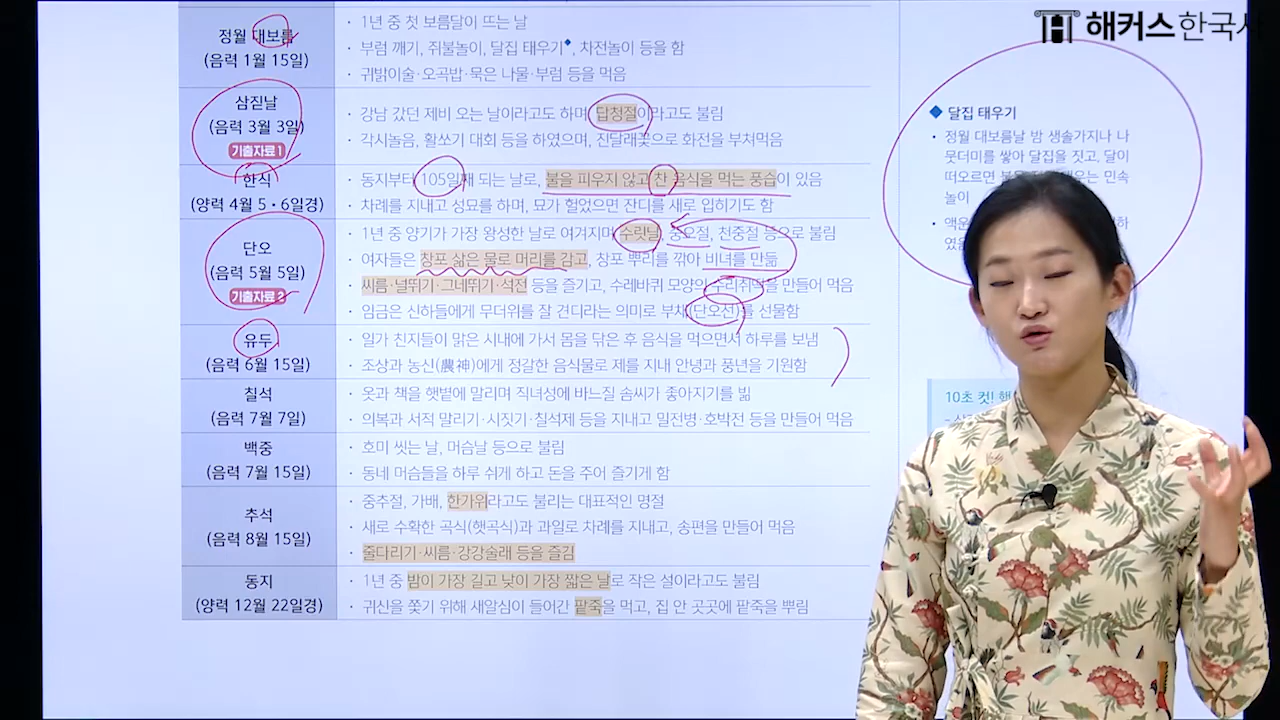 해커스한국사
정월 대보름
(음력 1월 15일)
· 1년 중 첫 보름달이 뜨는 날
· 부럼 깨기, 쥐불놀이, 달집 태우기◆, 차전놀이 등을 함
· 귀밝이술·오곡밥·묵은 나물·부럼 등을 먹음
삼짇날
(음력 3월 3일)
기출자료 1
· 강남 갔던 제비 오는 날이라고도 하며, 답청절이라고도 불림
· 각시놀음, 활쏘기 대회 등을 하였으며, 진달래꽃으로 화전을 부쳐먹음
한식
(양력 4월 5·6일경)
· 동지부터 105일째 되는 날로, 불을 피우지 않고 찬 음식을 먹는 풍습이 있음
· 차례를 지내고 성묘를 하며, 묘가 헐었으면 잔디를 새로 입히기도 함
단오
(음력 5월 5일)
기출자료 2
· 1년 중 양기가 가장 왕성한 날로 여겨지며 수릿날, 중오절, 천중절 등으로 불림
· 여자들은 창포 삶은 물로 머리를 감고, 창포 뿌리를 깎아 비녀를 만듦
· 씨름·널뛰기·그네뛰기·석전 등을 즐기고, 수레바퀴 모양의 수리취떡을 만들어 먹음
· 임금은 신하들에게 무더위를 잘 견디라는 의미로 부채(단오선)를 선물함
유두
(음력 6월 15일)
· 일가 친지들이 맑은 시내에 가서 몸을 닦은 후 음식을 먹으면서 하루를 보냄
· 조상과 농신(農神)에게 정갈한 음식물로 제를 지내 안녕과 풍년을 기원함
칠석
(음력 7월 7일)
· 옷과 책을 햇볕에 말리며 직녀성에 바느질 솜씨가 좋아지기를 빎
· 의복과 서적 말리기·시짓기·칠석제 등을 지내고 밀전병·호박전 등을 만들어 먹음
백중
(음력 7월 15일)
· 호미 씻는 날, 머슴날 등으로 불림
· 동네 머슴들을 하루 쉬게 하고 돈을 주어 즐기게 함
추석
(음력 8월 15일)
· 중추절, 가배, 한가위라고도 불리는 대표적인 명절
· 새로 수확한 곡식(햇곡식)과 과일로 차례를 지내고, 송편을 만들어 먹음
· 줄다리기·씨름·강강술래 등을 즐김
동지
(양력 12월 22일경)
· 1년 중 밤이 가장 길고 낮이 가장 짧은 날로 작은 설이라고도 불림
· 귀신을 쫓기 위해 새알심이 들어간 팥죽을 먹고, 집 안 곳곳에 팥죽을 뿌림
◆ 달집 태우기
· 정월 대보름날 밤 생솔가지나 나
뭇더미를 쌓아 달집을 짓고, 달이
떠오르면 태우는 민속
놀이
· 액운
였음
10초 컷!